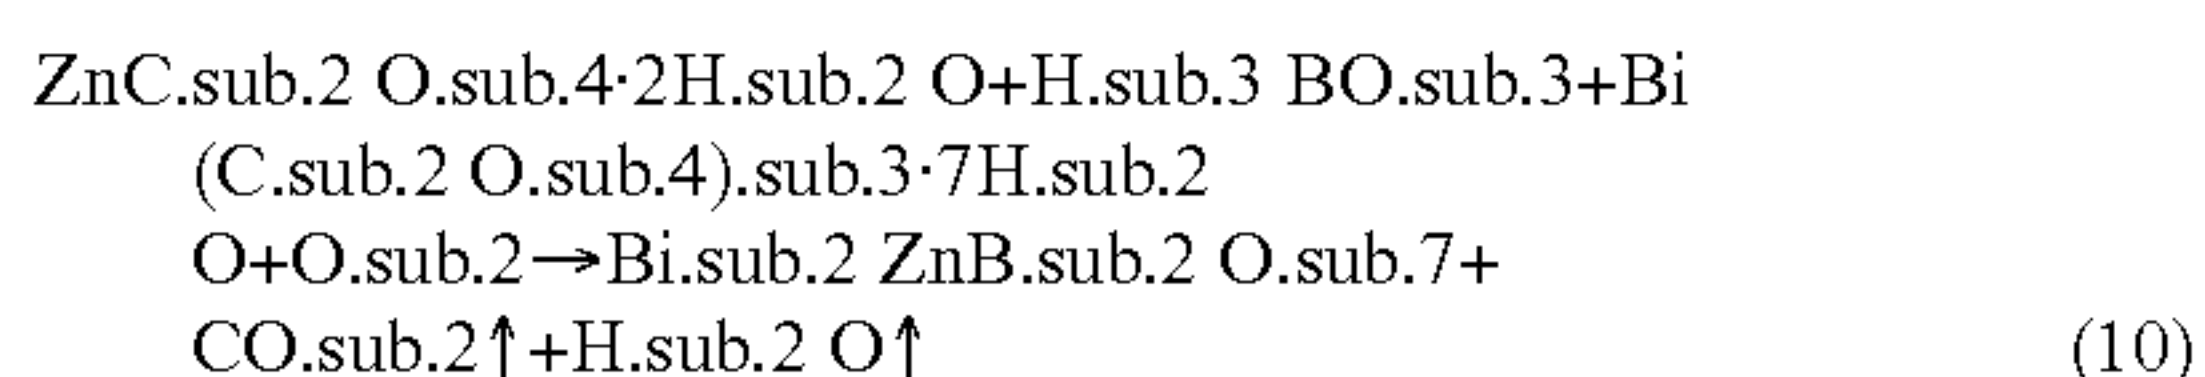 ZnC.sub.2 O.sub.4·2H.sub.2 O+H.sub.3 BO.sub.3+Bi
(C.sub.2 O.sub.4).sub.3·7H.sub.2
O+O.sub.2→Bi.sub.2 ZnB.sub.2 O.sub.7+
CO.sub.2↑+H.sub.2 O↑ (10)